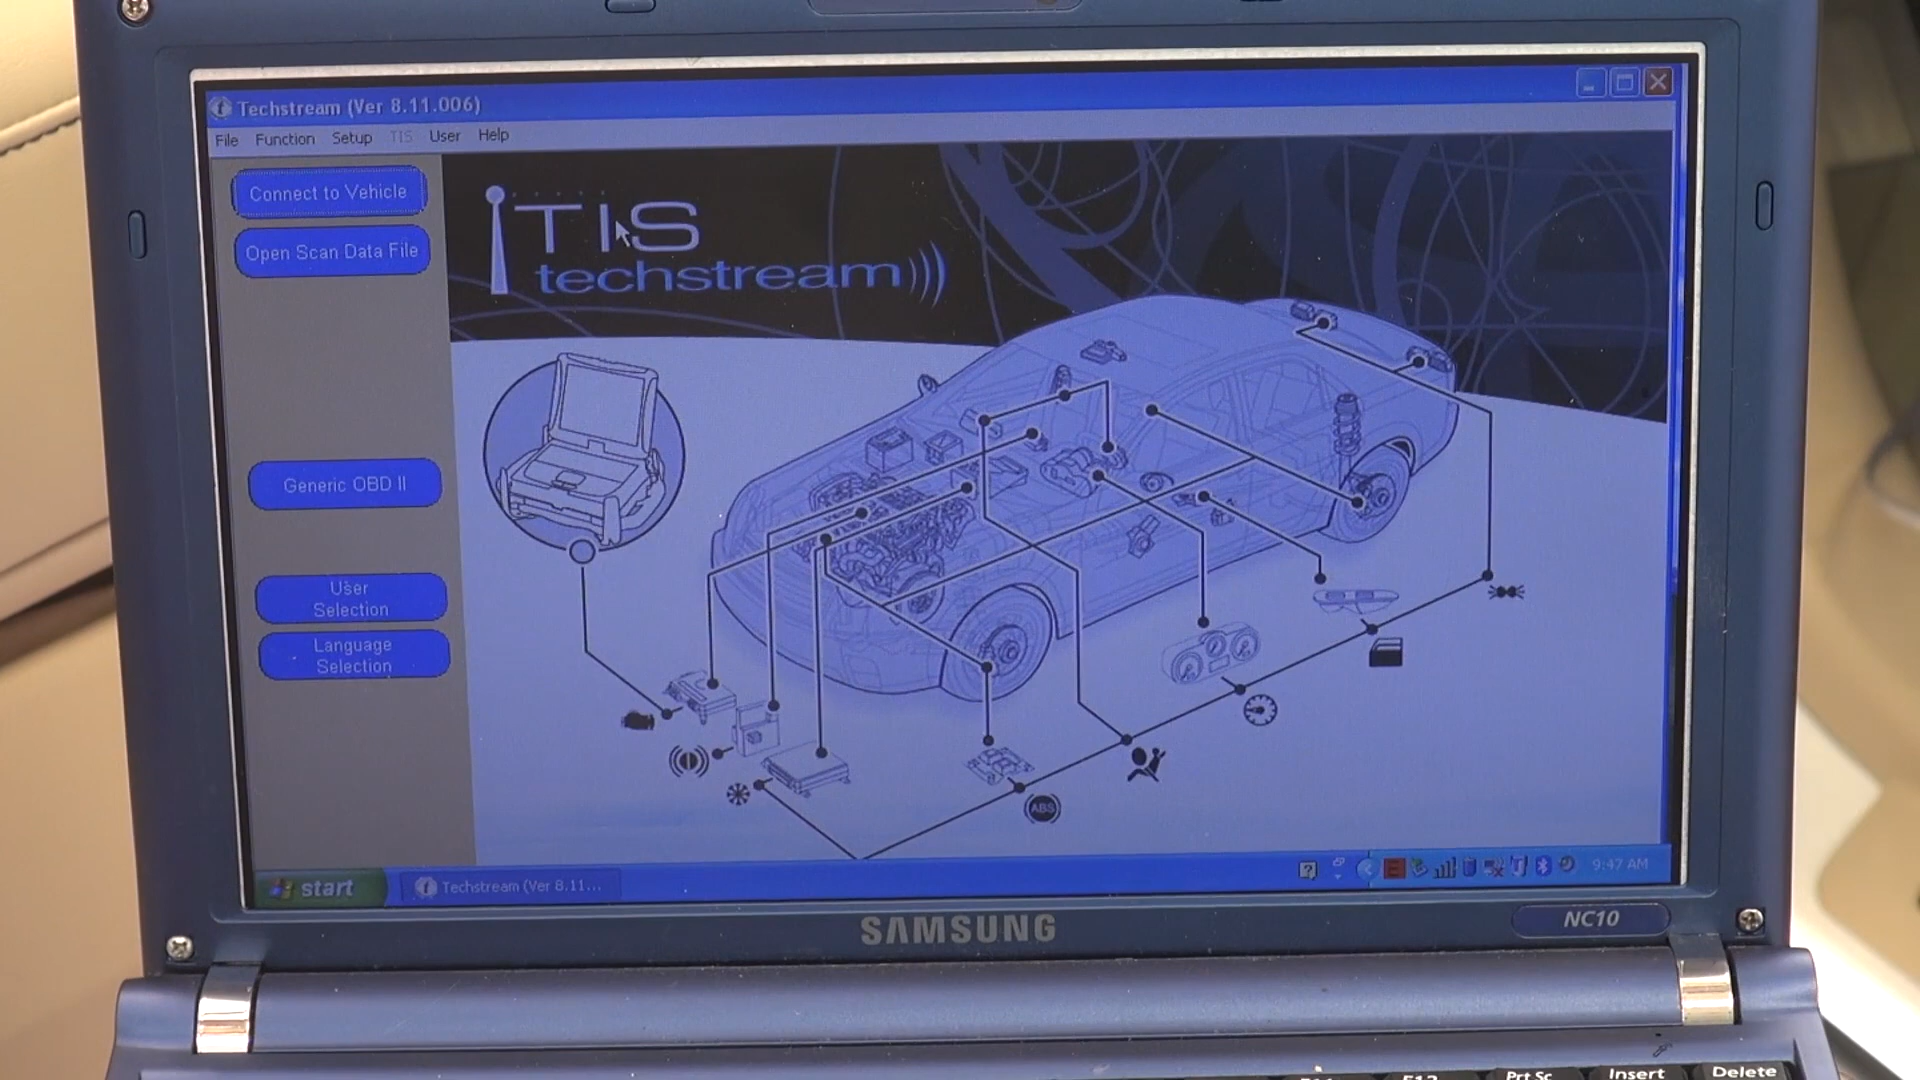 Techstream (Ver 8.11.006)
File Function Setup TIS User Help
Connect to Vehicle
Open Scan Data File
TIS
techstream
Generic OBD II
User
Selection
Language
Selection
ABS
start
Techstream (Ver 8.11...
9:47 AM
SAMSUNG
NC10
Prt Sc
Insert
Delete